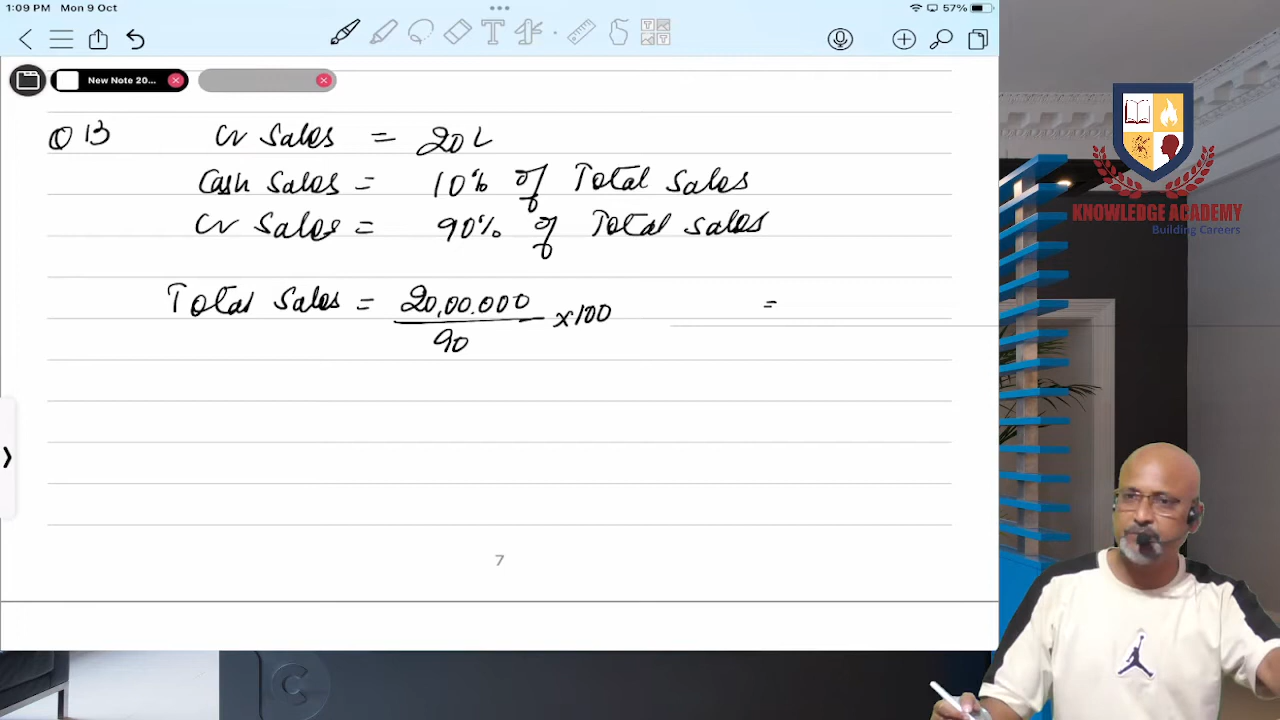 1:09 PM Mon 9 Oct
57%
New Note 20...
Q 13 Cr Sales = 20 L
Cash Sales = 10% of Total Sales
Cr Sales = 90% of Total Sales
Total Sales = 20,00.000 x100 =
90
7
KNOWLEDGE ACADEMY
Building Careers